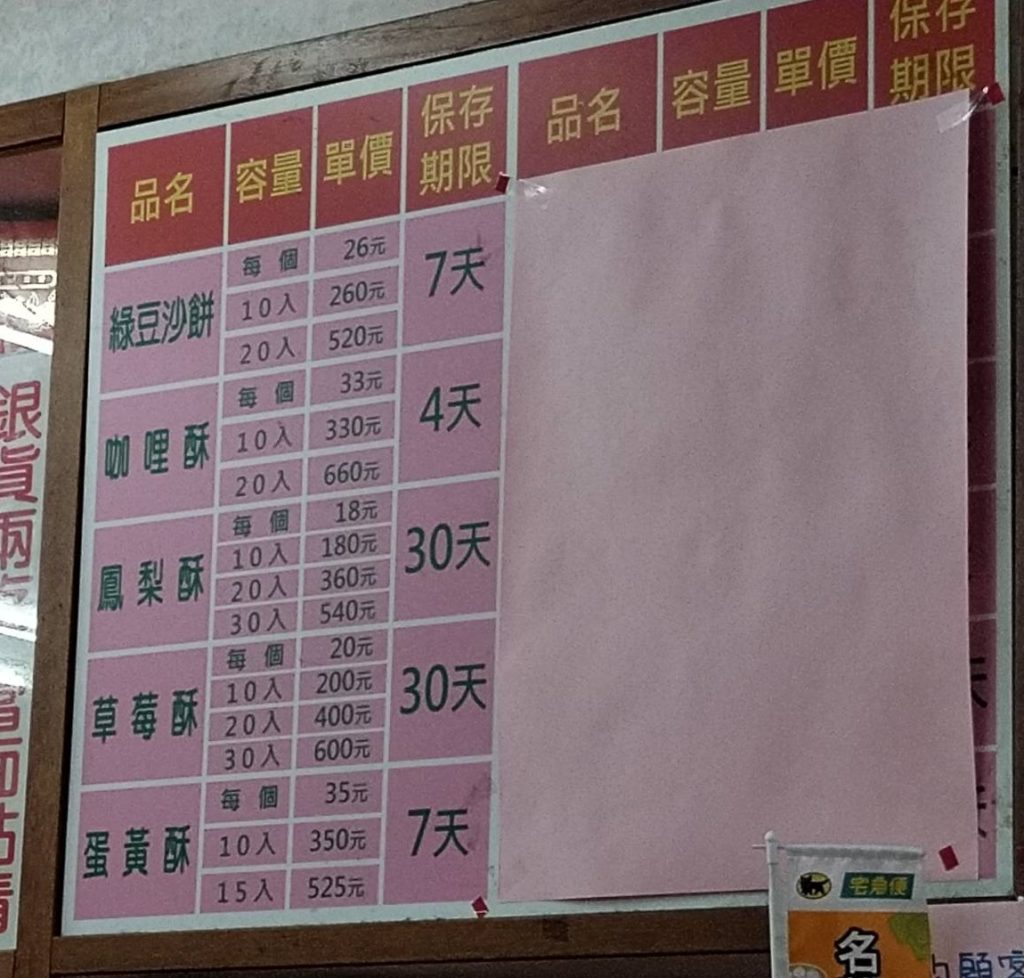 品名 容量 單價 保存期限 品名 容量 單價 保存期限
綠豆沙餅 每個 26元 7天
10入 260元
20入 520元
咖哩酥 每個 33元 4天
10入 330元
20入 660元
鳳梨酥 每個 18元 30天
10入 180元
20入 360元
30入 540元
草莓酥 每個 20元 30天
10入 200元
20入 400元
30入 600元
蛋黃酥 每個 35元 7天
10入 350元
15入 525元
銀貨兩
宅急便
名